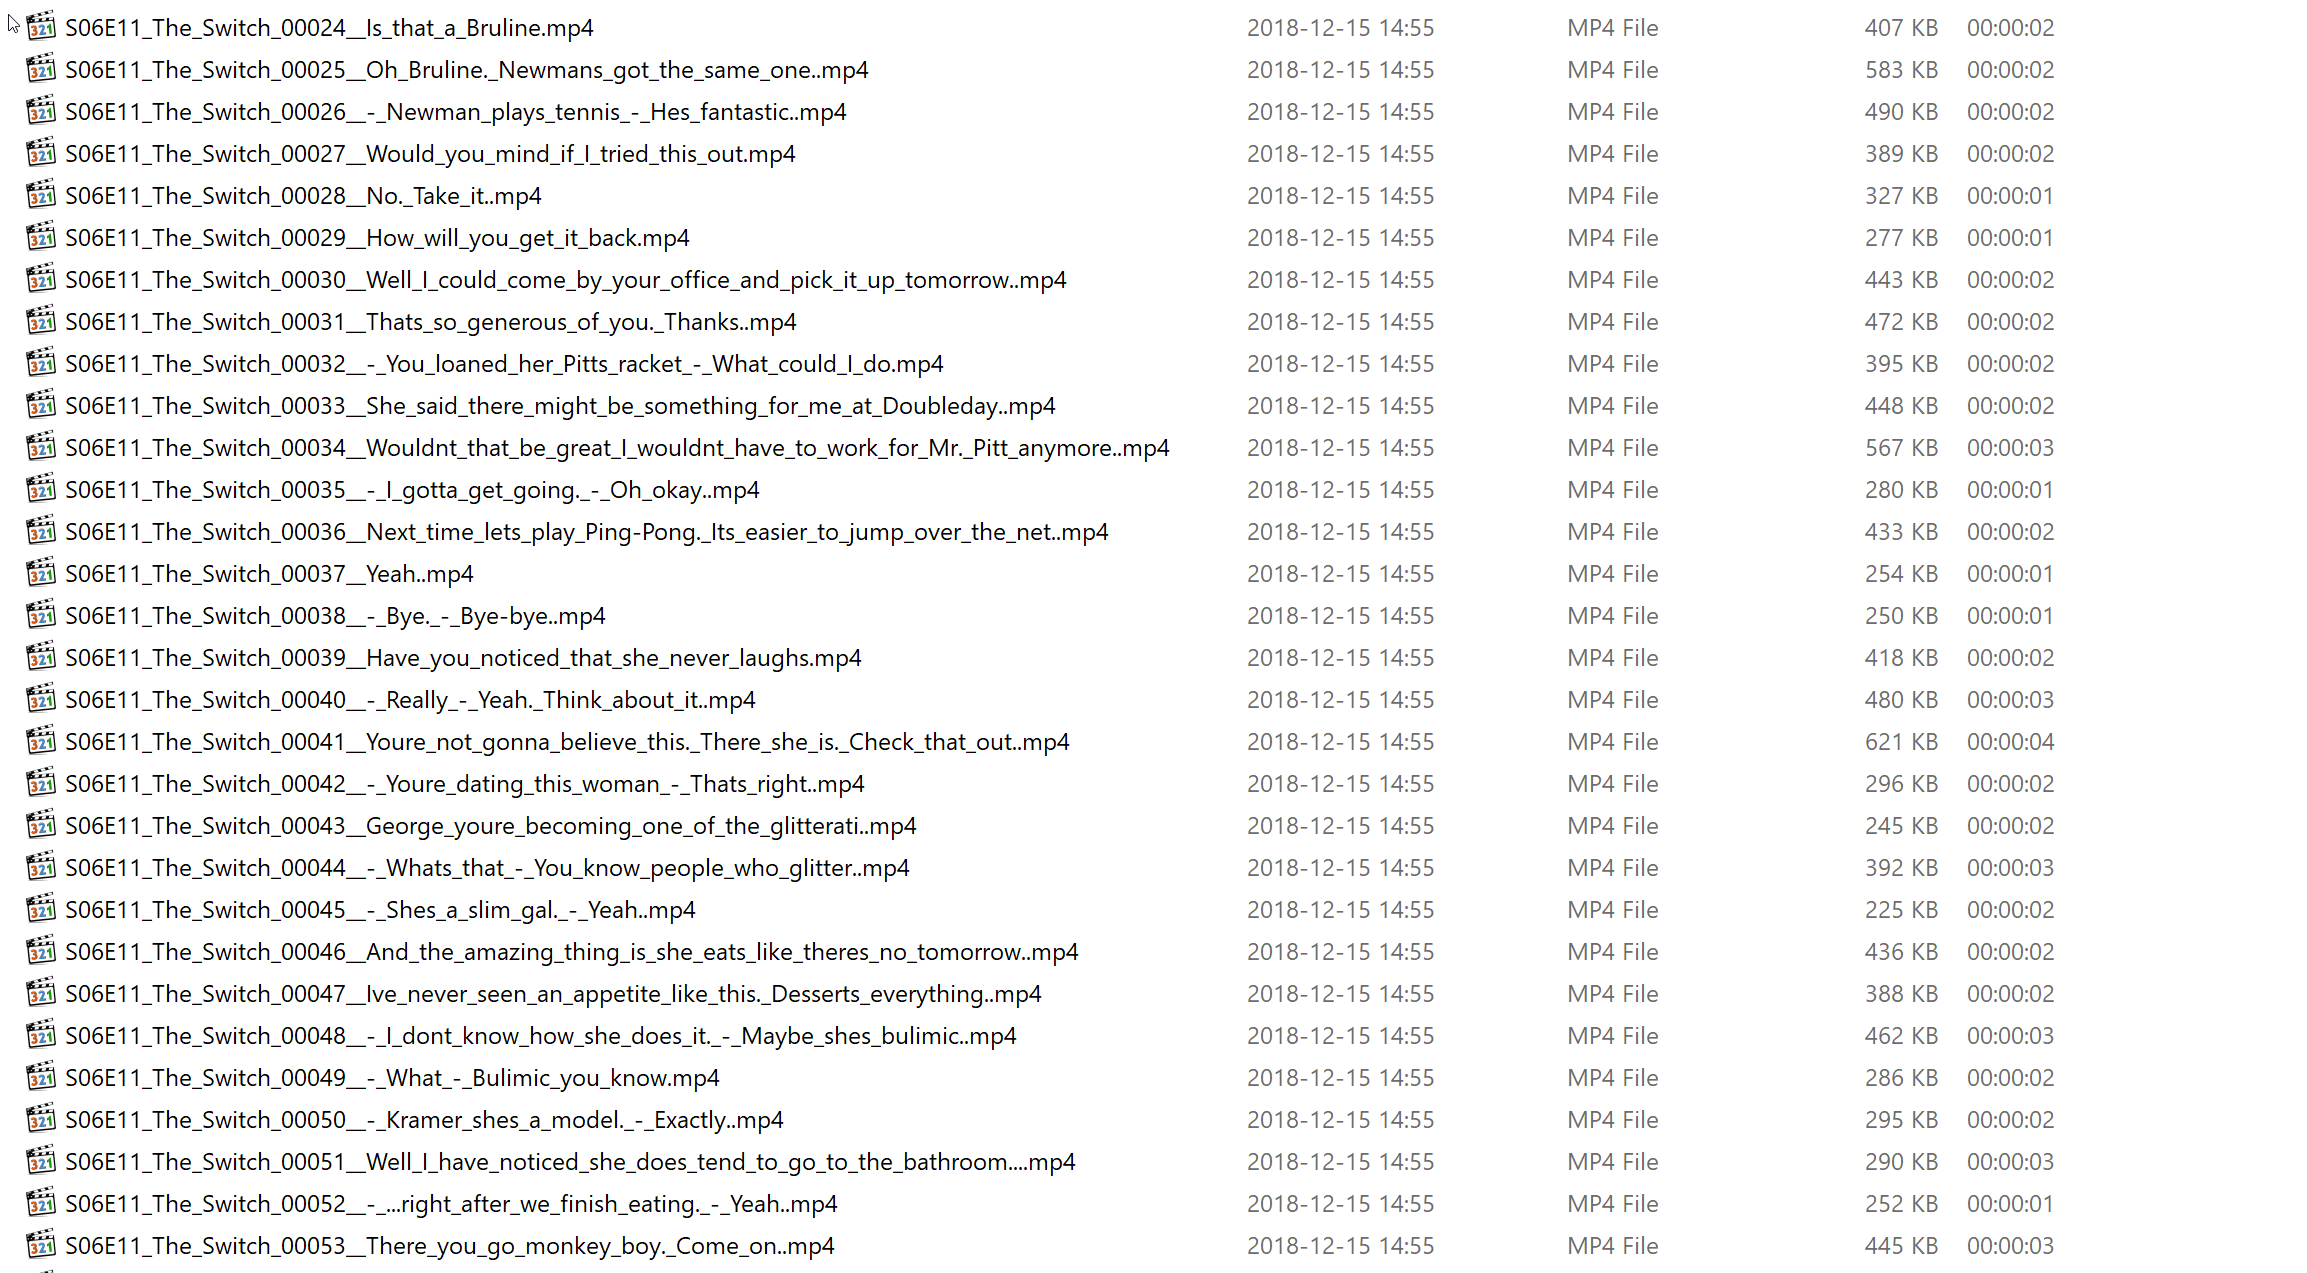 S06E11_The_Switch_00024__Is_that_a_Bruline.mp4 2018-12-15 14:55 MP4 File 407 KB 00:00:02
S06E11_The_Switch_00025__Oh_Bruline._Newmans_got_the_same_one..mp4 2018-12-15 14:55 MP4 File 583 KB 00:00:02
S06E11_The_Switch_00026__-_Newman_plays_tennis_-_Hes_fantastic..mp4 2018-12-15 14:55 MP4 File 490 KB 00:00:02
S06E11_The_Switch_00027__Would_you_mind_if_I_tried_this_out.mp4 2018-12-15 14:55 MP4 File 389 KB 00:00:02
S06E11_The_Switch_00028__No._Take_it..mp4 2018-12-15 14:55 MP4 File 327 KB 00:00:01
S06E11_The_Switch_00029__How_will_you_get_it_back.mp4 2018-12-15 14:55 MP4 File 277 KB 00:00:01
S06E11_The_Switch_00030__Well_I_could_come_by_your_office_and_pick_it_up_tomorrow..mp4 2018-12-15 14:55 MP4 File 443 KB 00:00:02
S06E11_The_Switch_00031__Thats_so_generous_of_you._Thanks..mp4 2018-12-15 14:55 MP4 File 472 KB 00:00:02
S06E11_The_Switch_00032__-_You_loaned_her_Pitts_racket_-_What_could_I_do.mp4 2018-12-15 14:55 MP4 File 395 KB 00:00:02
S06E11_The_Switch_00033__She_said_there_might_be_something_for_me_at_Doubleday..mp4 2018-12-15 14:55 MP4 File 448 KB 00:00:02
S06E11_The_Switch_00034__Wouldnt_that_be_great_I_wouldnt_have_to_work_for_Mr._Pitt_anymore..mp4 2018-12-15 14:55 MP4 File 567 KB 00:00:03
S06E11_The_Switch_00035__-_I_gotta_get_going._-_Oh_okay..mp4 2018-12-15 14:55 MP4 File 280 KB 00:00:01
S06E11_The_Switch_00036__Next_time_lets_play_Ping-Pong._Its_easier_to_jump_over_the_net..mp4 2018-12-15 14:55 MP4 File 433 KB 00:00:02
S06E11_The_Switch_00037__Yeah..mp4 2018-12-15 14:55 MP4 File 254 KB 00:00:01
S06E11_The_Switch_00038__-_Bye._-_Bye-bye..mp4 2018-12-15 14:55 MP4 File 250 KB 00:00:01
S06E11_The_Switch_00039__Have_you_noticed_that_she_never_laughs.mp4 2018-12-15 14:55 MP4 File 418 KB 00:00:02
S06E11_The_Switch_00040__-_Really_-_Yeah._Think_about_it..mp4 2018-12-15 14:55 MP4 File 480 KB 00:00:03
S06E11_The_Switch_00041__Youre_not_gonna_believe_this._There_she_is._Check_that_out..mp4 2018-12-15 14:55 MP4 File 621 KB 00:00:04
S06E11_The_Switch_00042__-_Youre_dating_this_woman_-_Thats_right..mp4 2018-12-15 14:55 MP4 File 296 KB 00:00:02
S06E11_The_Switch_00043__George_youre_becoming_one_of_the_glitterati..mp4 2018-12-15 14:55 MP4 File 245 KB 00:00:02
S06E11_The_Switch_00044__-_Whats_that_-_You_know_people_who_glitter..mp4 2018-12-15 14:55 MP4 File 392 KB 00:00:03
S06E11_The_Switch_00045__-_Shes_a_slim_gal._-_Yeah..mp4 2018-12-15 14:55 MP4 File 225 KB 00:00:02
S06E11_The_Switch_00046__And_the_amazing_thing_is_she_eats_like_theres_no_tomorrow..mp4 2018-12-15 14:55 MP4 File 436 KB 00:00:02
S06E11_The_Switch_00047__Ive_never_seen_an_appetite_like_this._Desserts_everything..mp4 2018-12-15 14:55 MP4 File 388 KB 00:00:02
S06E11_The_Switch_00048__-_I_dont_know_how_she_does_it._-_Maybe_shes_bulimic..mp4 2018-12-15 14:55 MP4 File 462 KB 00:00:03
S06E11_The_Switch_00049__-_What_-_Bulimic_you_know.mp4 2018-12-15 14:55 MP4 File 286 KB 00:00:02
S06E11_The_Switch_00050__-_Kramer_shes_a_model._-_Exactly..mp4 2018-12-15 14:55 MP4 File 295 KB 00:00:02
S06E11_The_Switch_00051__Well_I_have_noticed_she_does_tend_to_go_to_the_bathroom....mp4 2018-12-15 14:55 MP4 File 290 KB 00:00:03
S06E11_The_Switch_00052__-_...right_after_we_finish_eating._-_Yeah..mp4 2018-12-15 14:55 MP4 File 252 KB 00:00:01
S06E11_The_Switch_00053__There_you_go_monkey_boy._Come_on..mp4 2018-12-15 14:55 MP4 File 445 KB 00:00:03